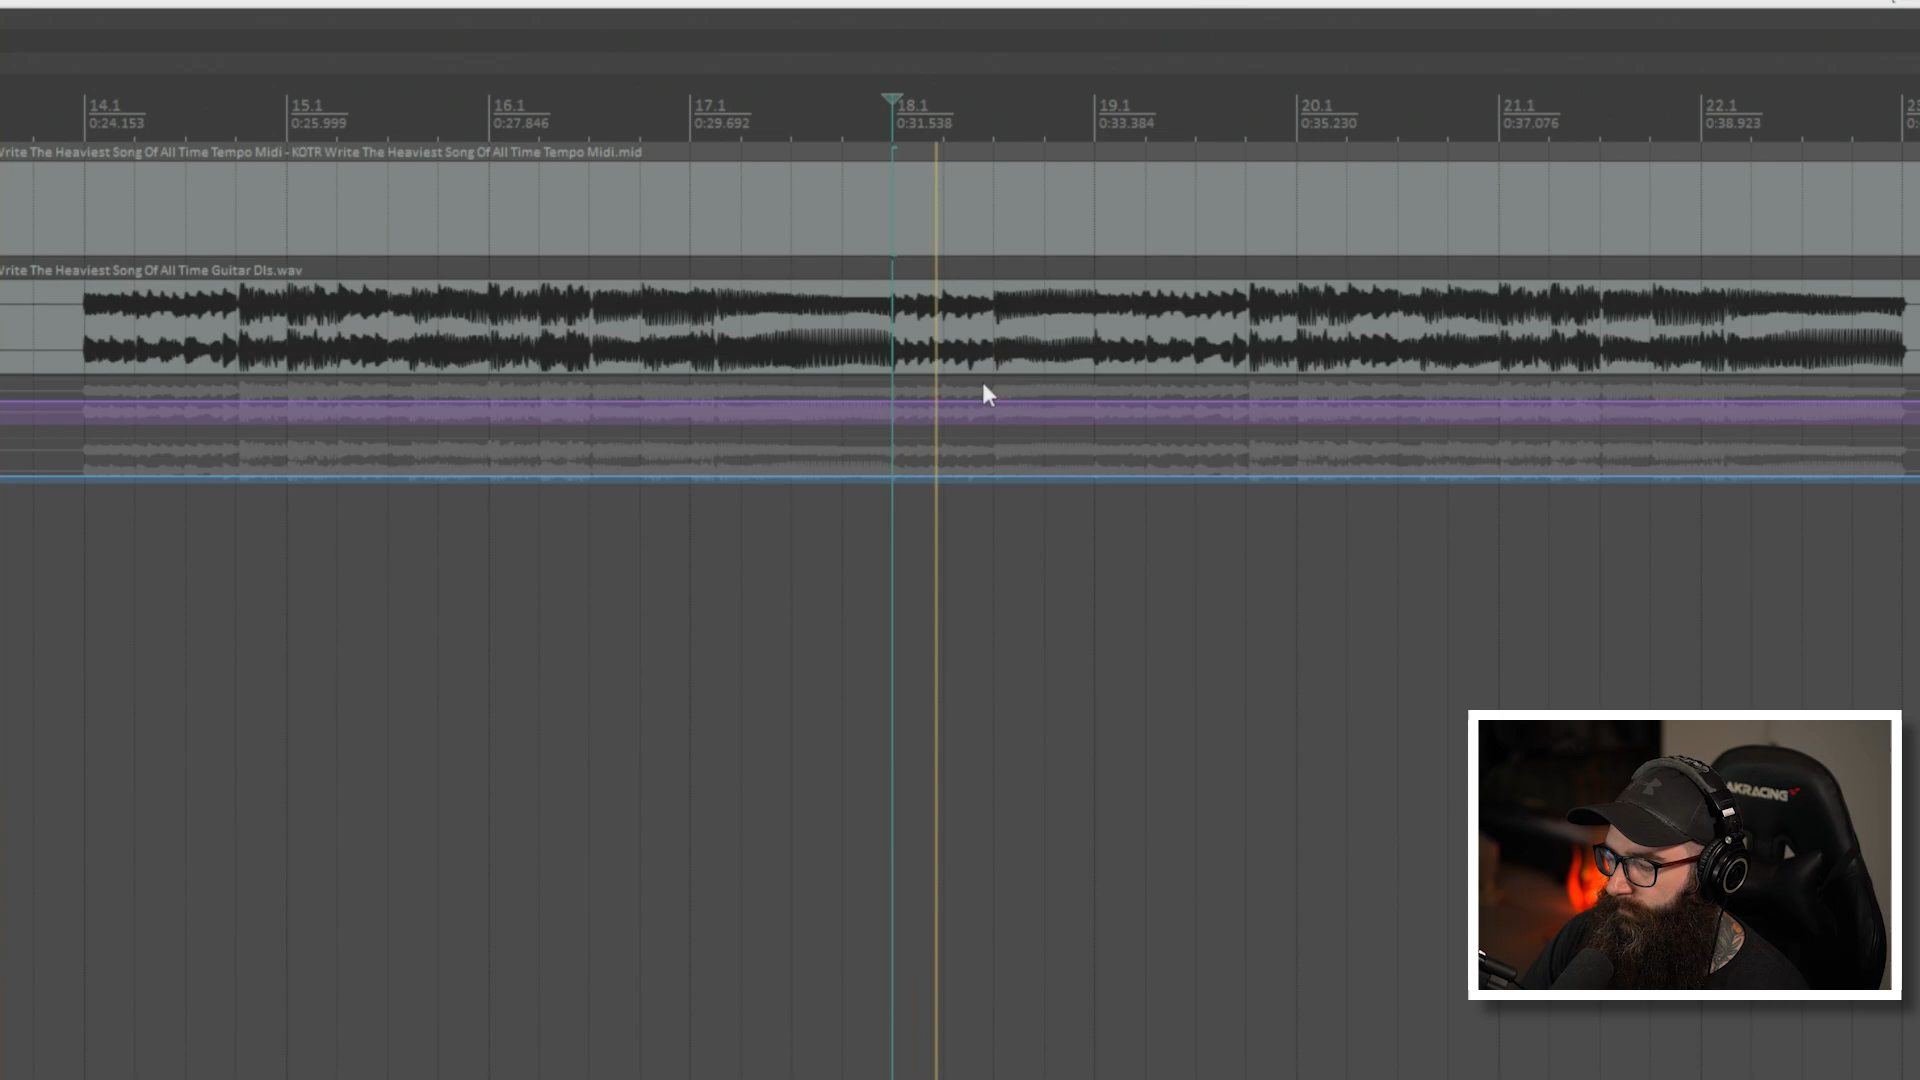 14.1 15.1 16.1 17.1 18.1 19.1 20.1 21.1 22.1
0:24.153 0:25.999 0:27.846 0:29.692 0:31.538 0:33.384 0:35.230 0:37.076 0:38.923
Write The Heaviest Song Of All Time Tempo Midi - KOTR Write The Heaviest Song Of All Time Tempo Midi.mid
Write The Heaviest Song Of All Time Guitar DIs.wav
AKRACING